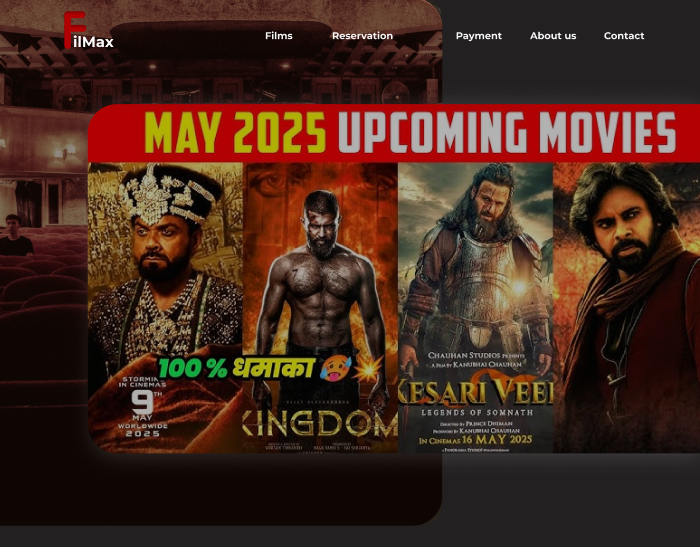 FilMax
Films Reservation Payment About us Contact
MAY 2025 UPCOMING MOVIES
100% धमाका
STORMING
IN CINEMAS
9TH
MAY
WORLDWIDE
2025
KINGDOM
CHAUHAN STUDIOS PRESENTS
A FILM BY KANUBHAI CHAUHAN
KESARI VEER
LEGENDS OF SOMNATH
DIRECTED BY PRINCE DHIMAN
PRODUCED BY KANUBHAI CHAUHAN
IN CINEMAS 16 MAY 2025